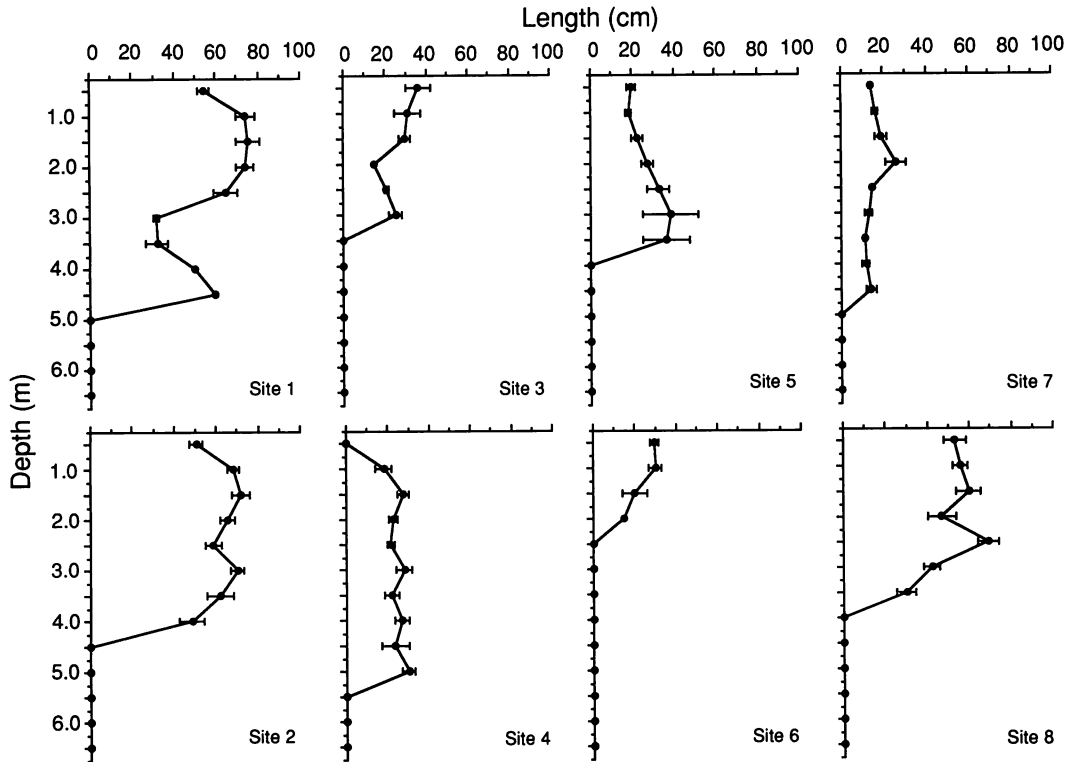 Length (cm)
0 20 40 60 80 100
0 20 40 60 80 100
0 20 40 60 80 100
0 20 40 60 80 100
Depth (m)
1.0
2.0
3.0
4.0
5.0
6.0
Site 1
Site 3
Site 5
Site 7
1.0
2.0
3.0
4.0
5.0
6.0
Site 2
Site 4
Site 6
Site 8